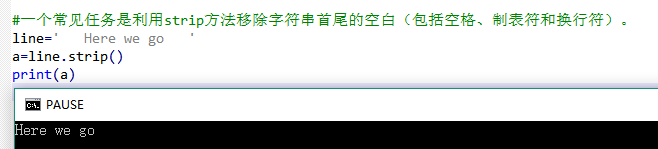 #一个常见任务是利用strip方法移除字符串首尾的空白（包括空格、制表符和换行符）。
line='   Here we go   '
a=line.strip()
print(a)
C:\. PAUSE
Here we go